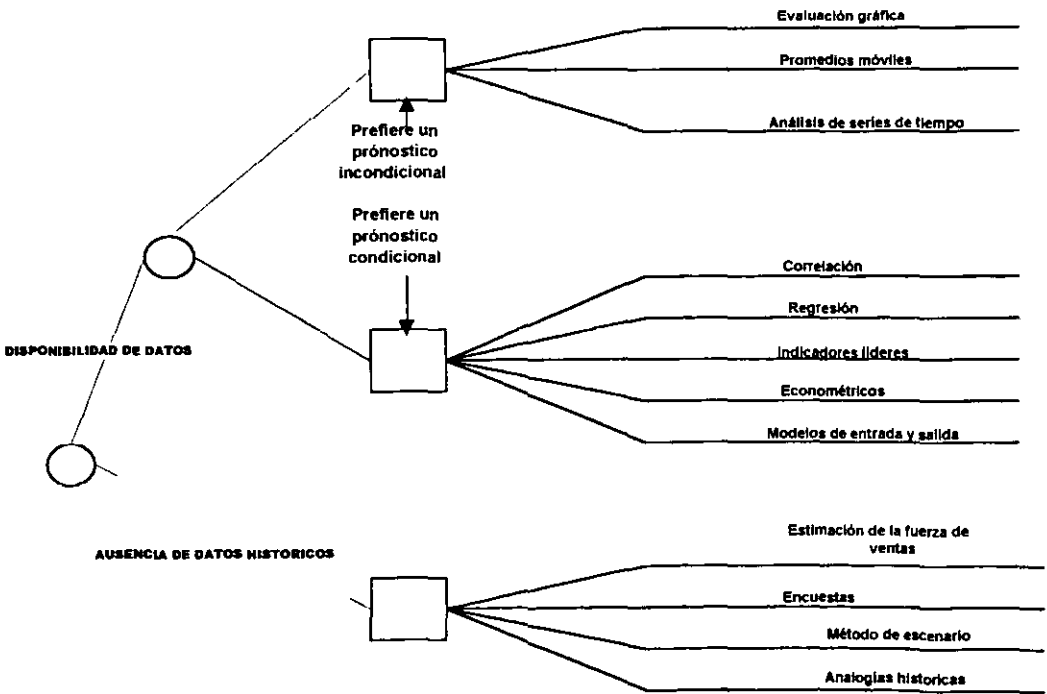 Evaluación gráfica
Promedios móviles
Análisis de series de tiempo
Prefiere un
prónostico
incondicional
Prefiere un
prónostico
condicional
Correlación
Regresión
Indicadores lideres
Econométricos
Modelos de entrada y salida
DISPONIBILIDAD DE DATOS
AUSENCIA DE DATOS HISTORICOS
Estimación de la fuerza de
ventas
Encuestas
Método de escenario
Analogías historicas